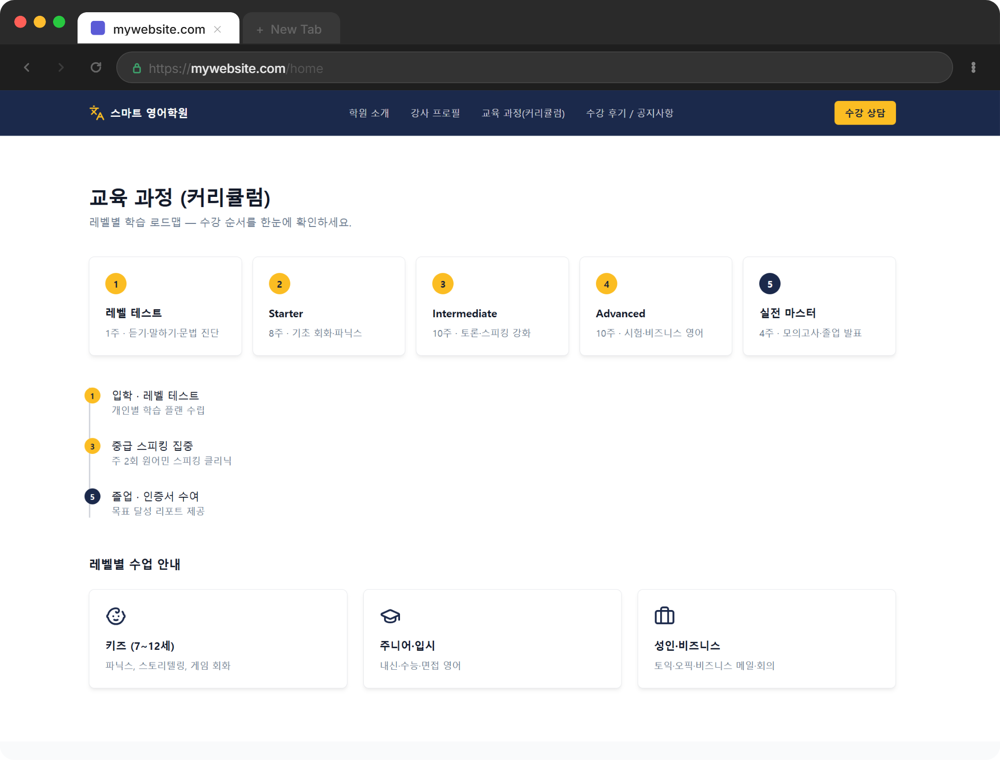 mywebsite.com
+ New Tab
https://mywebsite.com/home
스마트 영어학원
학원 소개
강사 프로필
교육 과정(커리큘럼)
수강 후기 / 공지사항
수강 상담
교육 과정 (커리큘럼)
레벨별 학습 로드맵 — 수강 순서를 한눈에 확인하세요.
1
레벨 테스트
1주 · 듣기·말하기·문법 진단
2
Starter
8주 · 기초 회화·파닉스
3
Intermediate
10주 · 토론·스피킹 강화
4
Advanced
10주 · 시험·비즈니스 영어
5
실전 마스터
4주 · 모의고사·졸업 발표
1
입학 · 레벨 테스트
개인별 학습 플랜 수립
3
중급 스피킹 집중
주 2회 원어민 스피킹 클리닉
5
졸업 · 인증서 수여
목표 달성 리포트 제공
레벨별 수업 안내
키즈 (7~12세)
파닉스, 스토리텔링, 게임 회화
주니어·입시
내신·수능·면접 영어
성인·비즈니스
토익·오픽·비즈니스 메일·회의